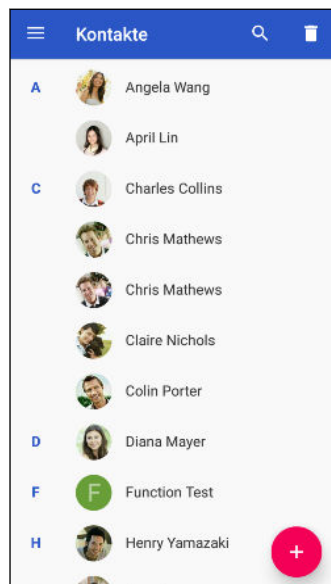 Kontakte
A Angela Wang
April Lin
C Charles Collins
Chris Mathews
Chris Mathews
Claire Nichols
Colin Porter
D Diana Mayer
F F Function Test
H Henry Yamazaki